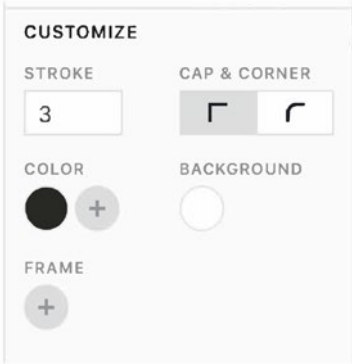 CUSTOMIZE
STROKE CAP & CORNER
3
COLOR BACKGROUND
+
FRAME
+